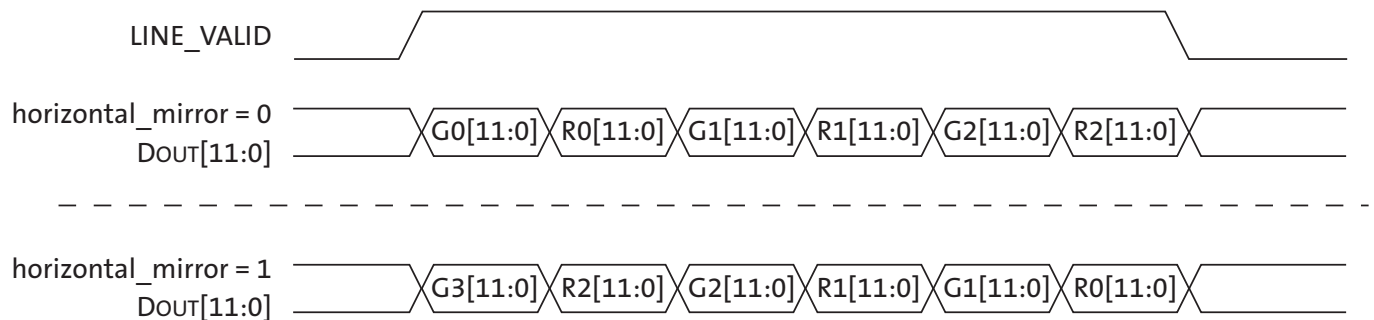 LINE_VALID
horizontal_mirror = 0
DOUT[11:0]
G0[11:0] R0[11:0] G1[11:0] R1[11:0] G2[11:0] R2[11:0]
horizontal_mirror = 1
DOUT[11:0]
G3[11:0] R2[11:0] G2[11:0] R1[11:0] G1[11:0] R0[11:0]